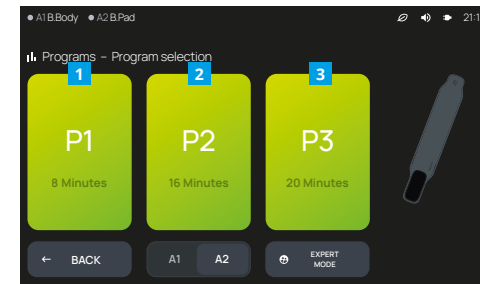 A1 B.Body A2 B.Pad
21:1
Programs – Program selection
1 2 3
P1 P2 P3
8 Minutes 16 Minutes 20 Minutes
← BACK A1 A2 EXPERT
MODE